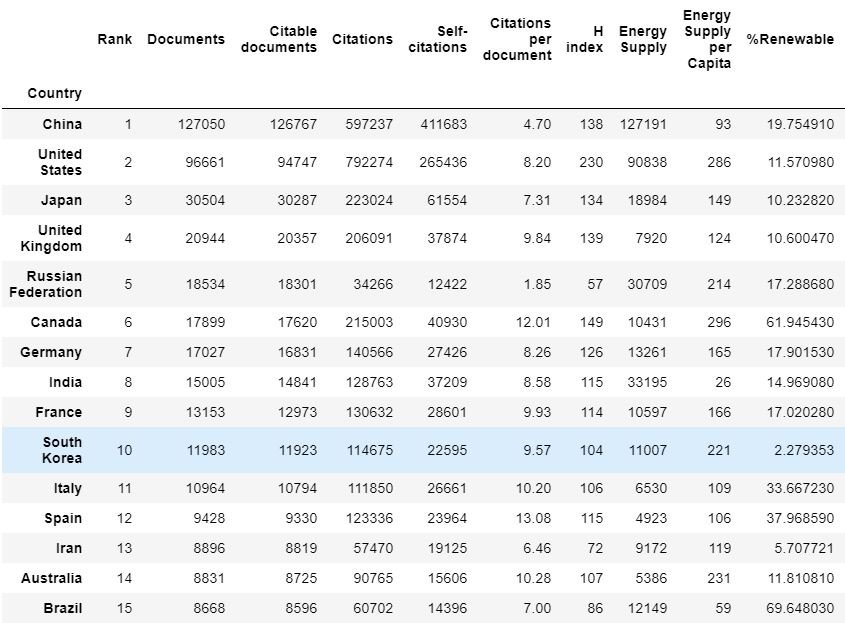 Country Rank Documents Citable documents Citations Self-citations Citations per document H index Energy Supply Energy Supply per Capita %Renewable
China 1 127050 126767 597237 411683 4.70 138 127191 93 19.754910
United States 2 96661 94747 792274 265436 8.20 230 90838 286 11.570980
Japan 3 30504 30287 223024 61554 7.31 134 18984 149 10.232820
United Kingdom 4 20944 20357 206091 37874 9.84 139 7920 124 10.600470
Russian Federation 5 18534 18301 34266 12422 1.85 57 30709 214 17.288680
Canada 6 17899 17620 215003 40930 12.01 149 10431 296 61.945430
Germany 7 17027 16831 140566 27426 8.26 126 13261 165 17.901530
India 8 15005 14841 128763 37209 8.58 115 33195 26 14.969080
France 9 13153 12973 130632 28601 9.93 114 10597 166 17.020280
South Korea 10 11983 11923 114675 22595 9.57 104 11007 221 2.279353
Italy 11 10964 10794 111850 26661 10.20 106 6530 109 33.667230
Spain 12 9428 9330 123336 23964 13.08 115 4923 106 37.968590
Iran 13 8896 8819 57470 19125 6.46 72 9172 119 5.707721
Australia 14 8831 8725 90765 15606 10.28 107 5386 231 11.810810
Brazil 15 8668 8596 60702 14396 7.00 86 12149 59 69.648030